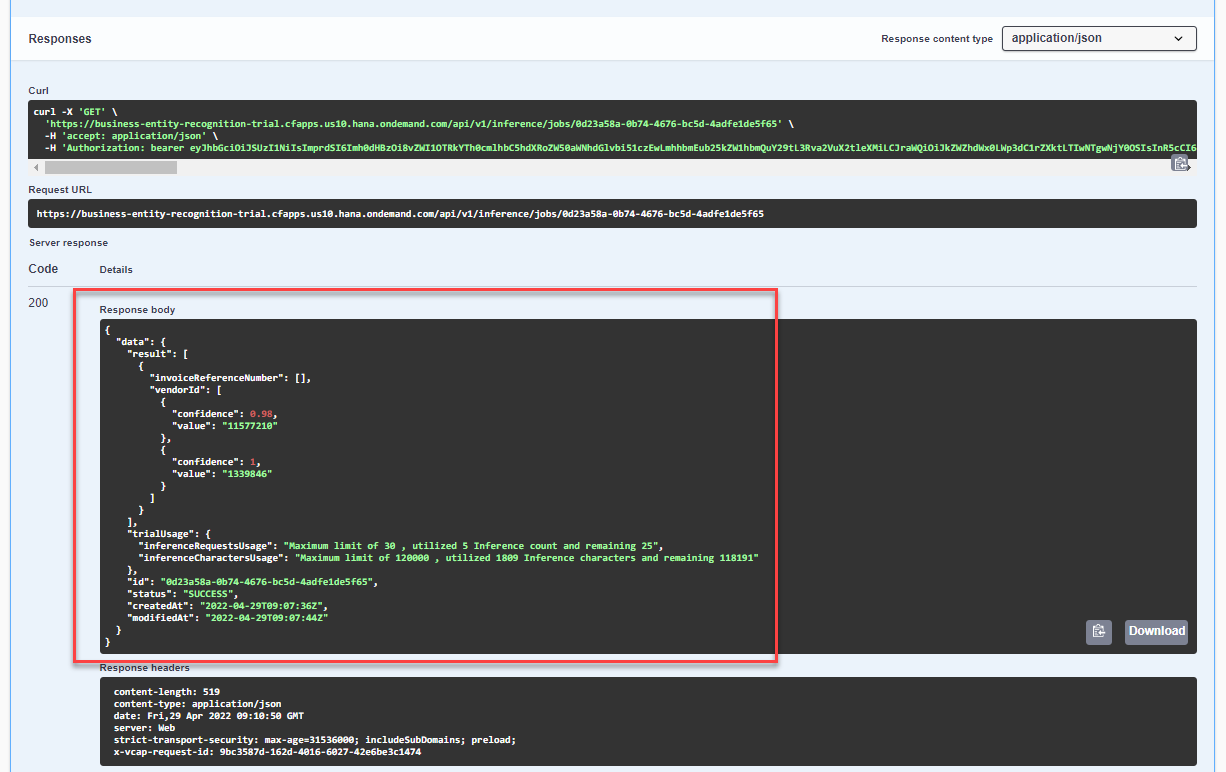 Responses
Response content type application/json
Curl
curl -X 'GET' \
'https://business-entity-recognition-trial.cfapps.us10.hana.ondemand.com/api/v1/inference/jobs/0d23a58a-0b74-4676-bc5d-4adfe1de5f65' \
-H 'accept: application/json' \
-H 'Authorization: bearer
Request URL
https://business-entity-recognition-trial.cfapps.us10.hana.ondemand.com/api/v1/inference/jobs/0d23a58a-0b74-4676-bc5d-4adfe1de5f65
Server response
Code Details
200
Response body
{
"data": {
"result": [
{
"invoiceReferenceNumber": [],
"vendorId": [
{
"confidence": 0.98,
"value": "11577210"
},
{
"confidence": 1,
"value": "1339846"
}
]
}
],
"trialUsage": {
"inferenceRequestsUsage": "Maximum limit of 30 , utilized 5 Inference count and remaining 25",
"inferenceCharactersUsage": "Maximum limit of 120000 , utilized 1809 Inference characters and remaining 118191"
},
"id": "0d23a58a-0b74-4676-bc5d-4adfe1de5f65",
"status": "SUCCESS",
"createdAt": "2022-04-29T09:07:36Z",
"modifiedAt": "2022-04-29T09:07:44Z"
}
}
Download
Response headers
content-length: 519
content-type: application/json
date: Fri,29 Apr 2022 09:10:50 GMT
server: Web
strict-transport-security: max-age=31536000; includeSubDomains; preload;
x-vcap-request-id: 9bc3587d-162d-4016-6027-42e6be3c1474